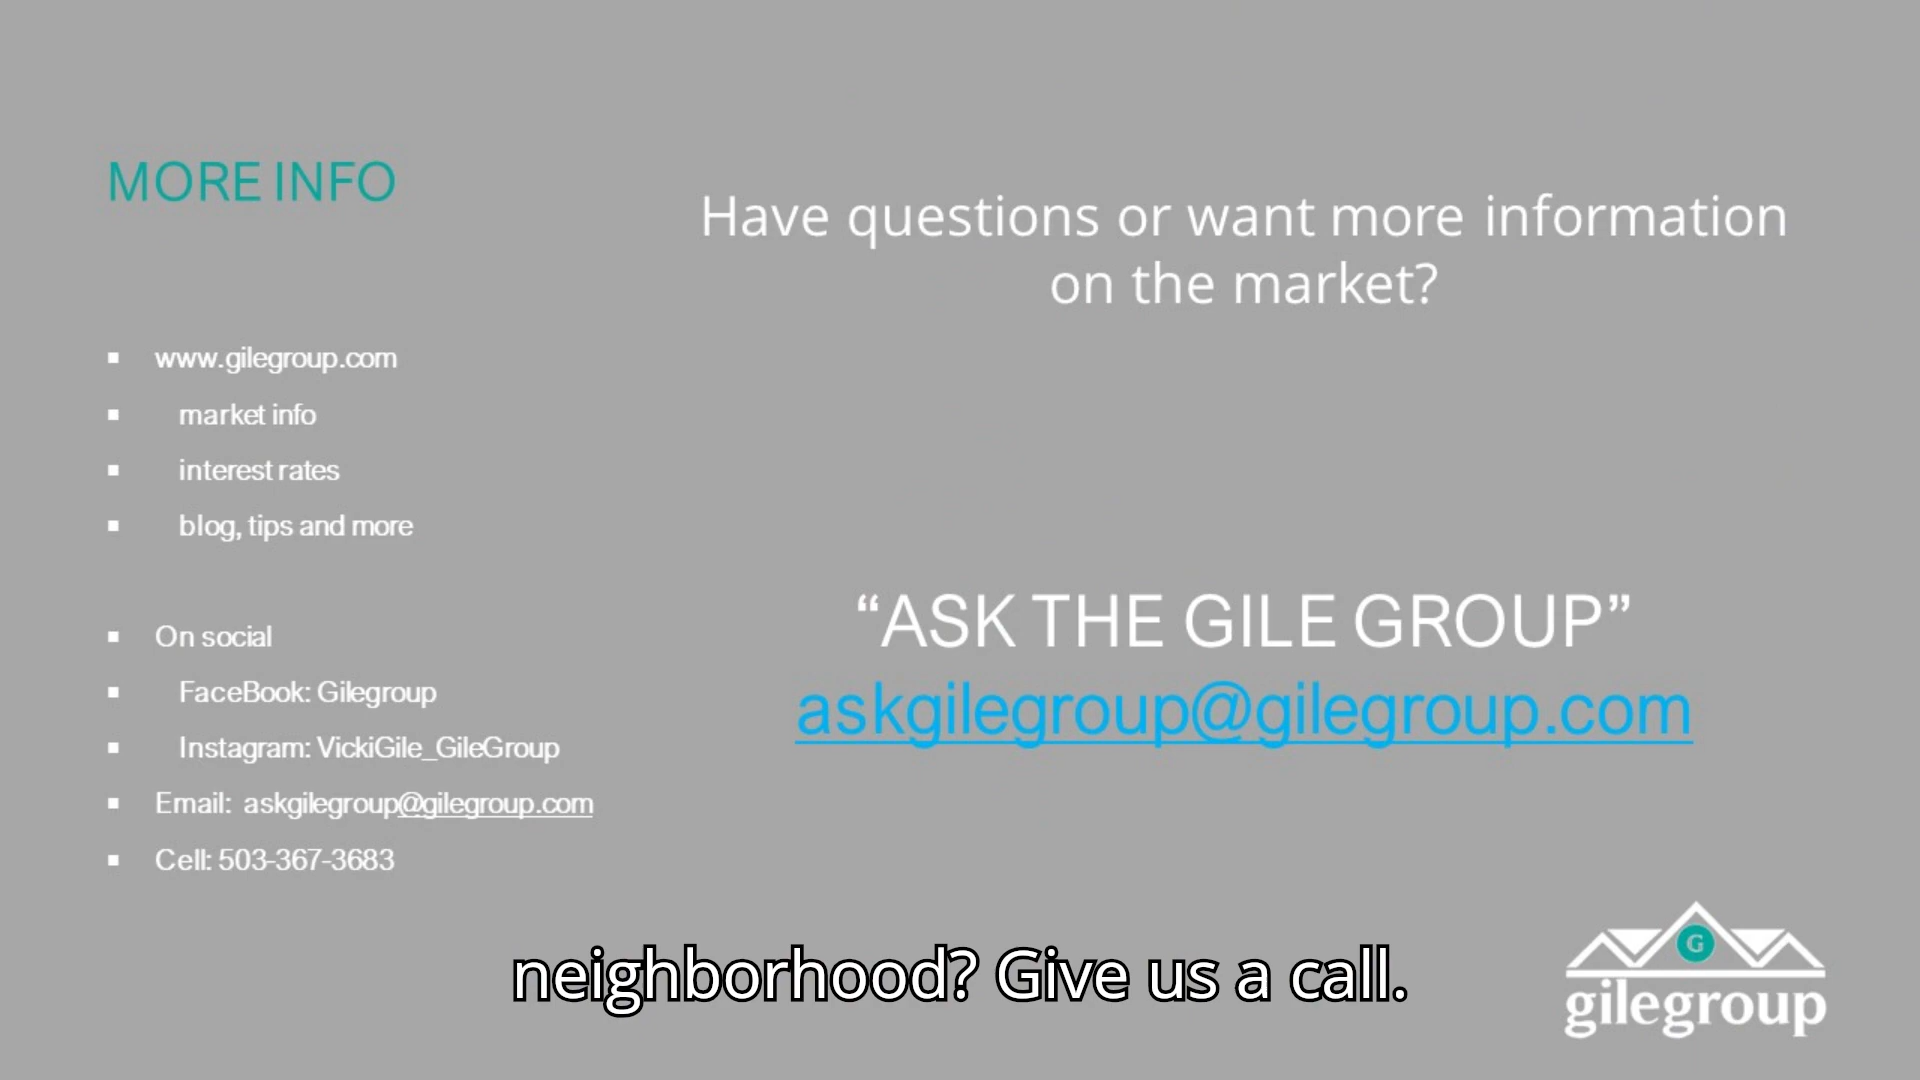 MORE INFO
www.gilegroup.com
market info
interest rates
blog, tips and more
On social
FaceBook: Gilegroup
Instagram: VickiGile_GileGroup
Email: askgilegroup@gilegroup.com
Cell: 503-367-3683
Have questions or want more information
on the market?
“ASK THE GILE GROUP”
askgilegroup@gilegroup.com
neighborhood? Give us a call.
G
gilegroup